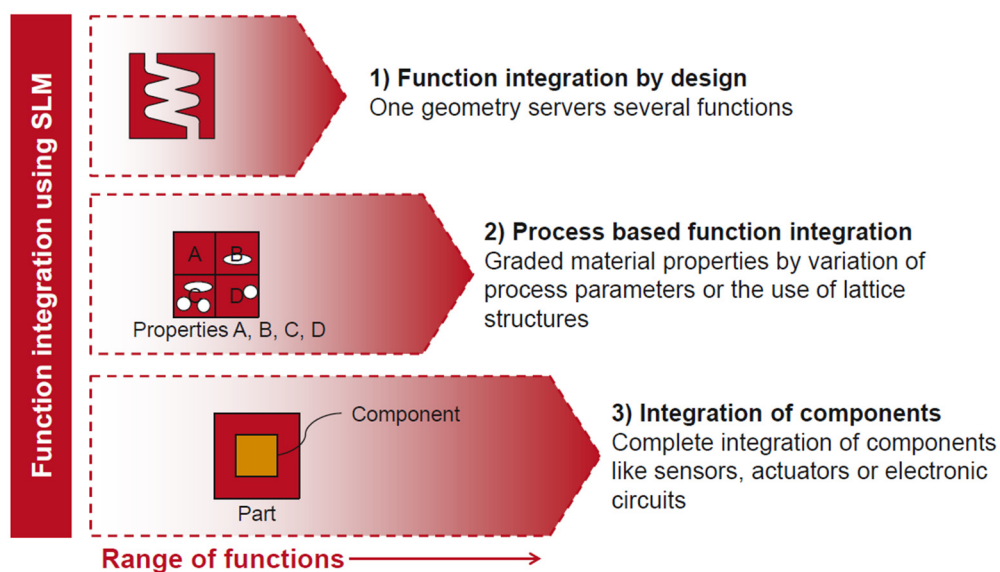 Function integration using SLM
1) Function integration by design
One geometry servers several functions
A
B
C
D
Properties A, B, C, D
2) Process based function integration
Graded material properties by variation of
process parameters or the use of lattice
structures
Component
Part
3) Integration of components
Complete integration of components
like sensors, actuators or electronic
circuits
Range of functions